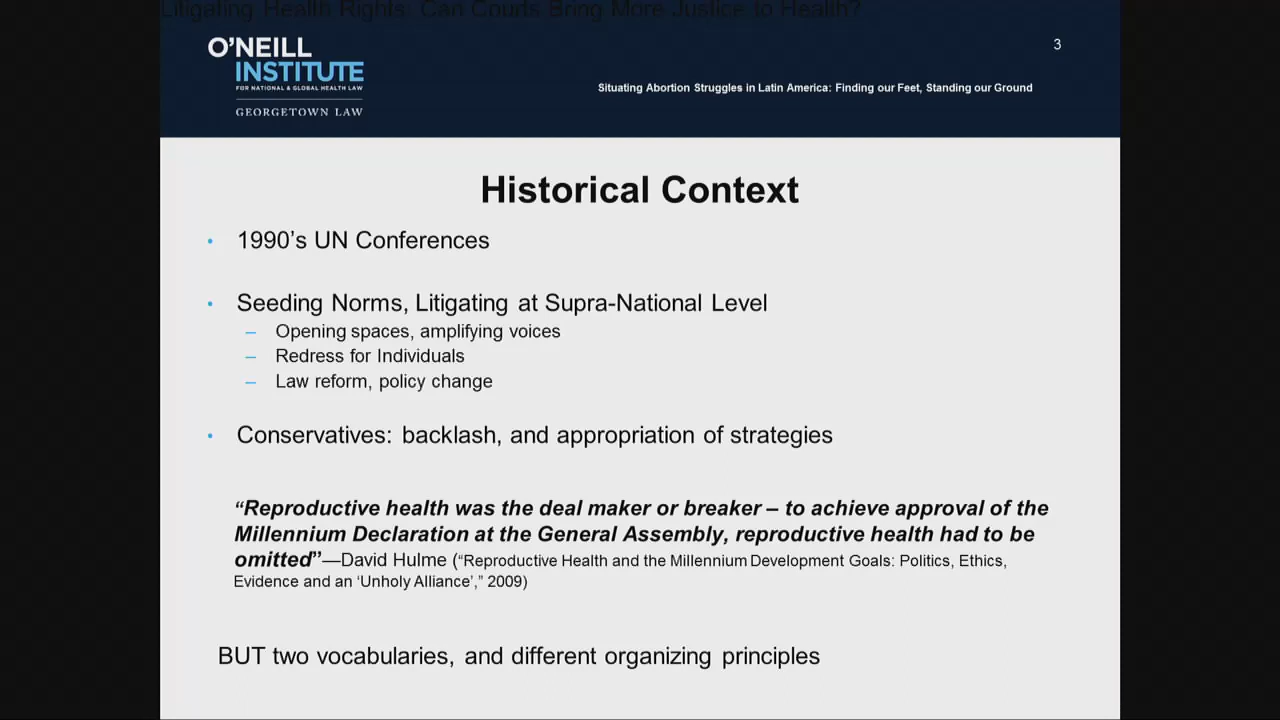 Litigating Health Rights: Can Courts Bring More Justice to Health?
O'NEILL
INSTITUTE
FOR NATIONAL & GLOBAL HEALTH LAW
GEORGETOWN LAW
3
Situating Abortion Struggles in Latin America: Finding our Feet, Standing our Ground
Historical Context
• 1990's UN Conferences
• Seeding Norms, Litigating at Supra-National Level
– Opening spaces, amplifying voices
– Redress for Individuals
– Law reform, policy change
• Conservatives: backlash, and appropriation of strategies
“Reproductive health was the deal maker or breaker – to achieve approval of the
Millennium Declaration at the General Assembly, reproductive health had to be
omitted”—David Hulme (“Reproductive Health and the Millennium Development Goals: Politics, Ethics,
Evidence and an ‘Unholy Alliance’,” 2009)
BUT two vocabularies, and different organizing principles